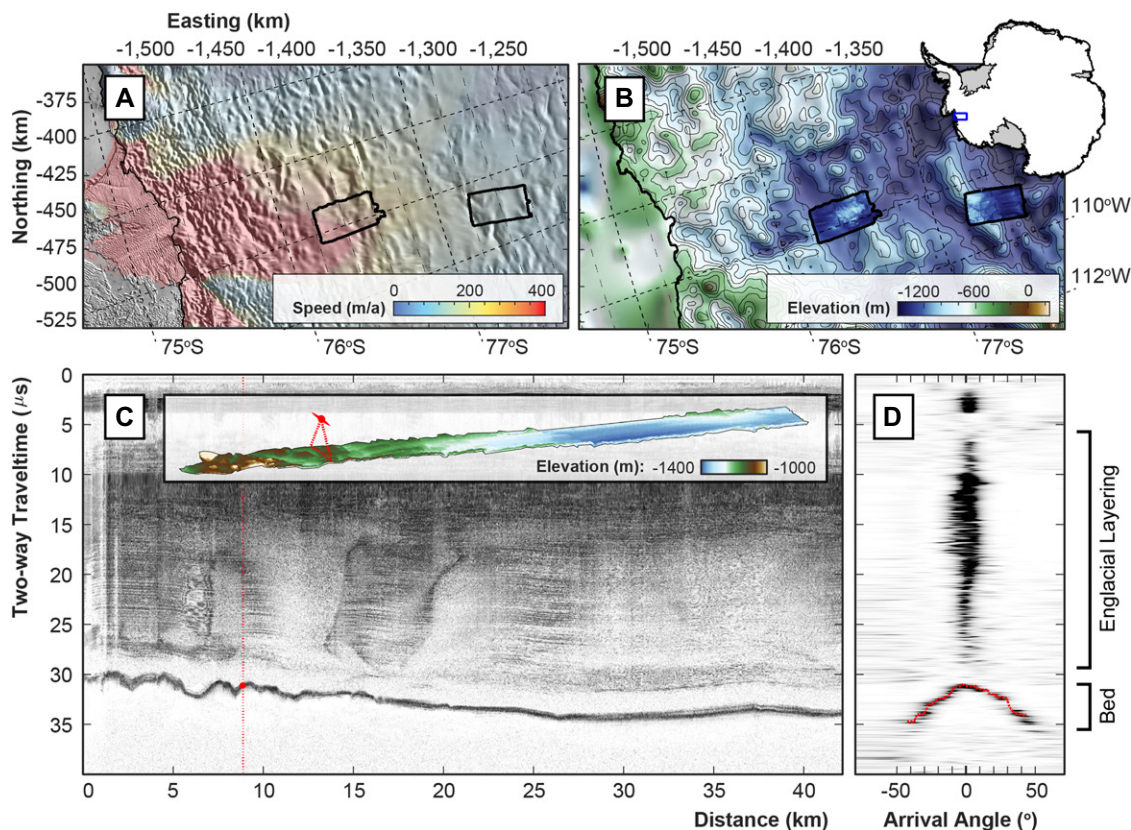 Easting (km)
-1,500 -1,450 -1,400 -1,350 -1,300 -1,250
-1,500 -1,450 -1,400 -1,350
A
B
Northing (km)
-375
-400
-425
-450
-475
-500
-525
110°W
112°W
Speed (m/a) 0 200 400
Elevation (m) -1200 -600 0
75°S 76°S 77°S
75°S 76°S 77°S
C
D
Two-way Traveltime (μs)
0
5
10
15
20
25
30
35
Elevation (m): -1400 -1000
Englacial Layering
Bed
0 5 10 15 20 25 30 35 40
Distance (km)
-50 0 50
Arrival Angle (°)